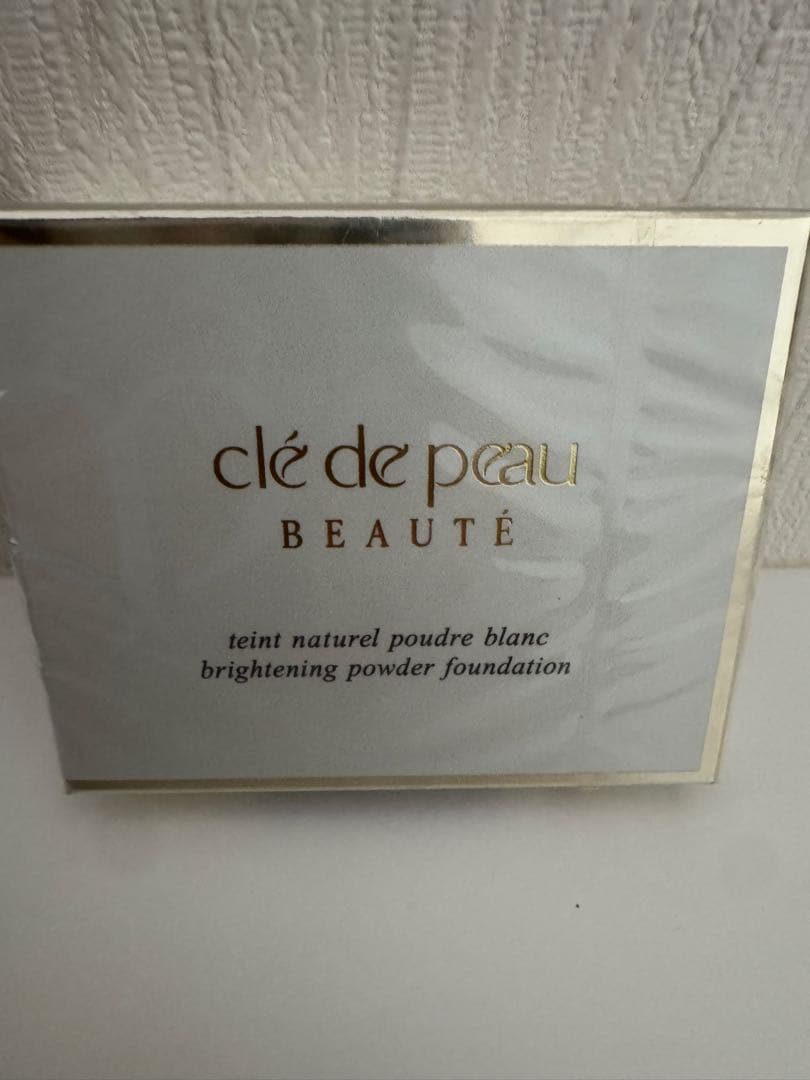 clé de peau
BEAUTÉ
teint naturel poudre blanc
brightening powder foundation